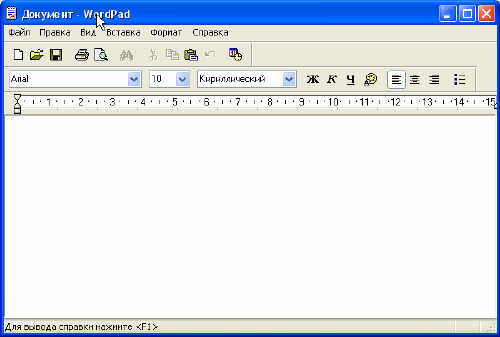 Документ - WordPad
Файл Правка Вид Вставка Формат Справка
Arial 10 Кириллический Ж К Ч
1 2 3 4 5 6 7 8 9 10 11 12 13 14 15
Для вывода справки нажмите <F1>